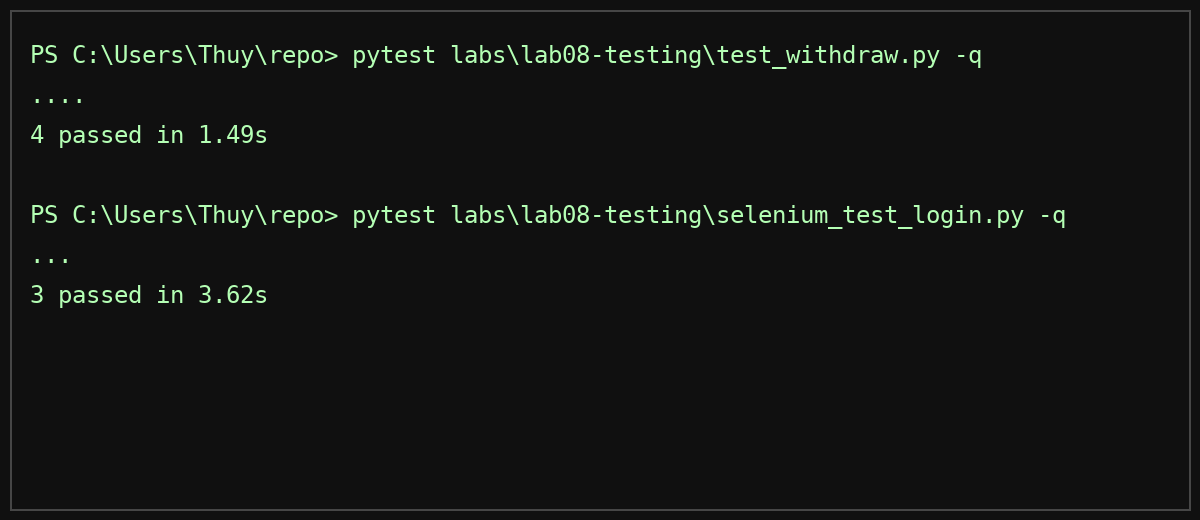 PS C:\Users\Thuy\repo> pytest labs\lab08-testing\test_withdraw.py -q
....
4 passed in 1.49s
PS C:\Users\Thuy\repo> pytest labs\lab08-testing\selenium_test_login.py -q
...
3 passed in 3.62s